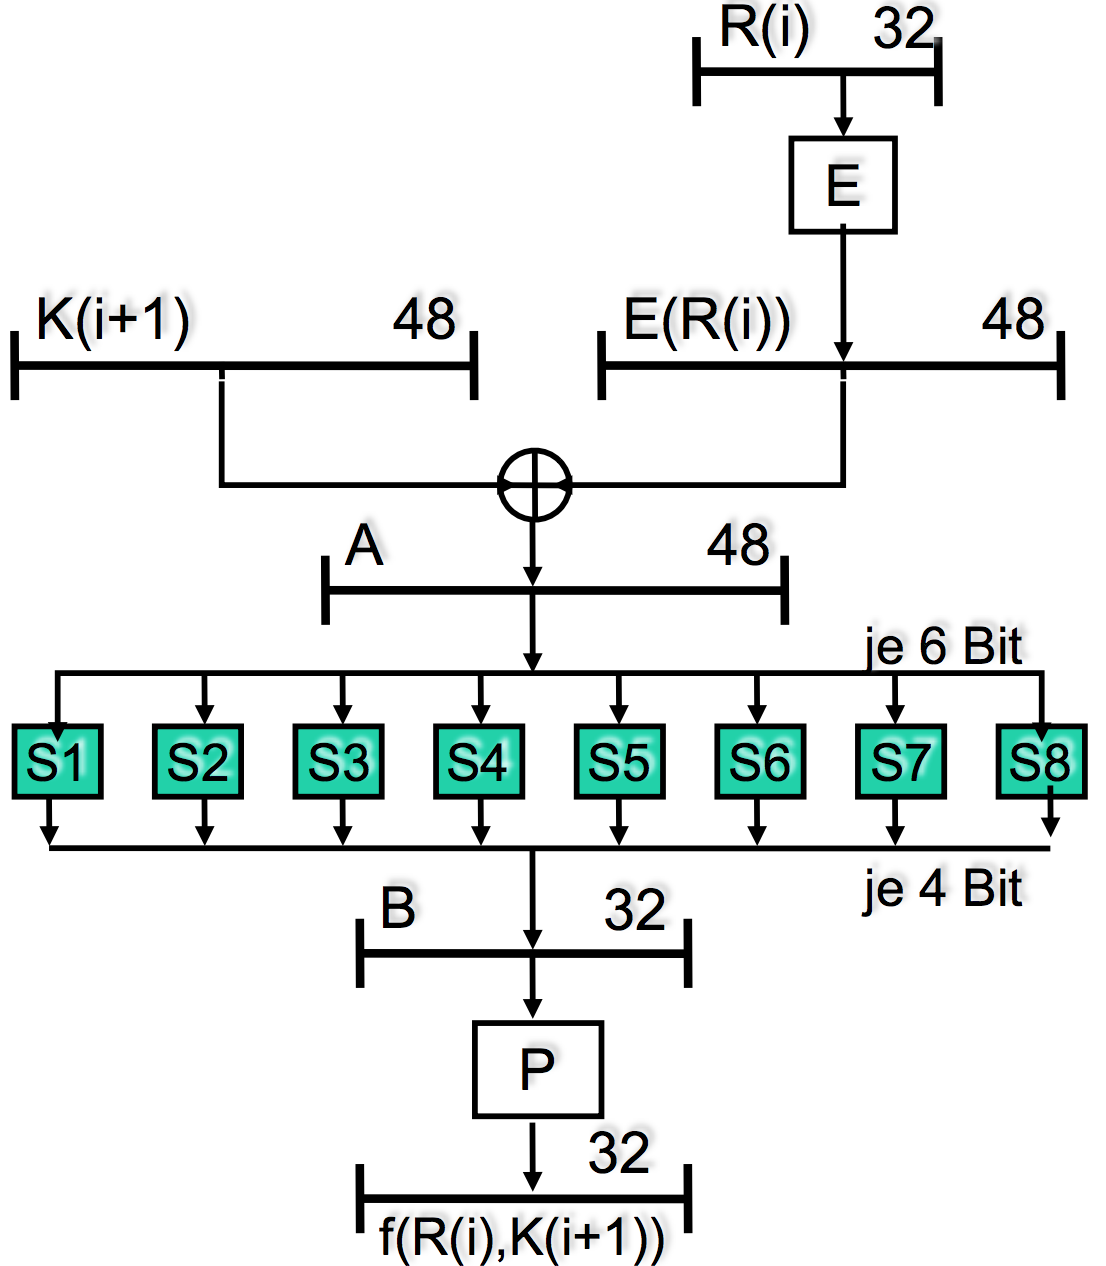 R(i) 32
E
K(i+1) 48 E(R(i)) 48
A 48
je 6 Bit
S1 S2 S3 S4 S5 S6 S7 S8
je 4 Bit
B 32
P
32
f(R(i),K(i+1))